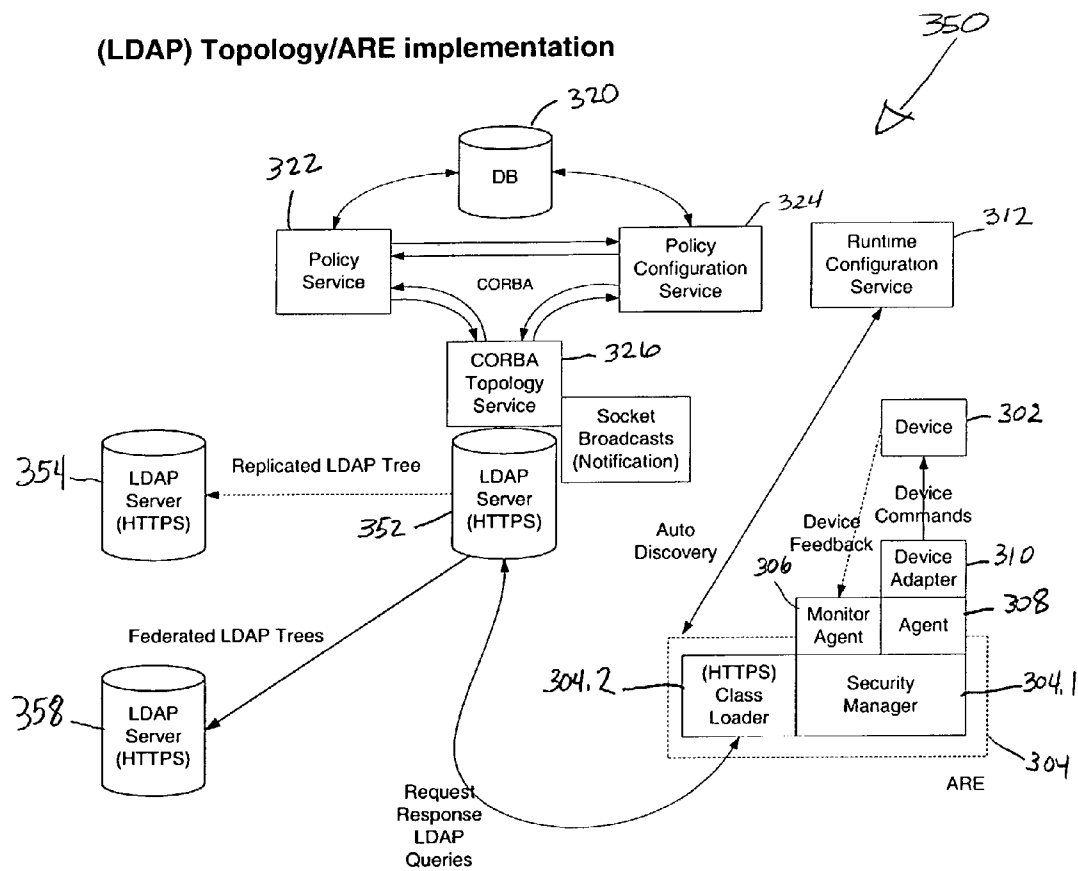 350
(LDAP) Topology/ARE implementation
320
322
DB
324
312
Policy
Service
Policy
Configuration
Service
Runtime
Configuration
Service
CORBA
326
CORBA
Topology
Service
Socket
Broadcasts
(Notification)
302
Device
354
LDAP
Server
(HTTPS)
Replicated LDAP Tree
352
LDAP
Server
(HTTPS)
Device
Commands
Auto
Discovery
Device
Feedback
310
Device
Adapter
306
Monitor
Agent
Agent
308
Federated LDAP Trees
304.2
(HTTPS)
Class
Loader
Security
Manager
304.1
358
LDAP
Server
(HTTPS)
304
ARE
Request
Response
LDAP
Queries